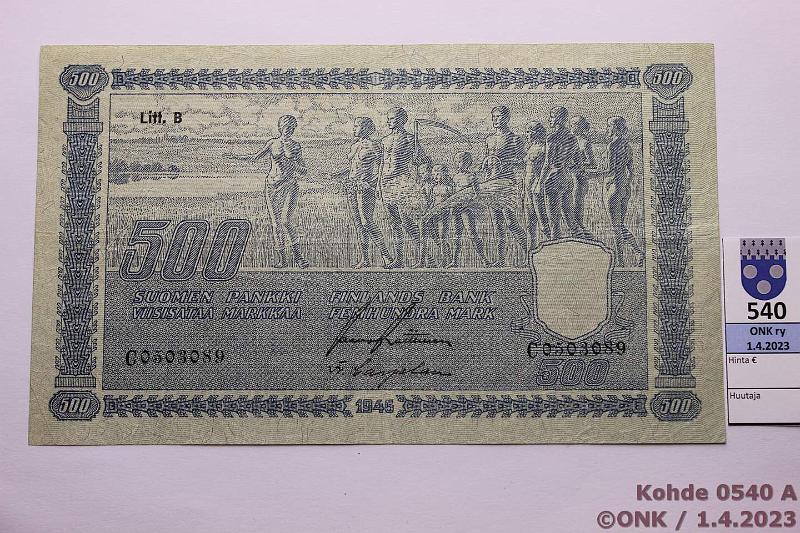 500 500
Litt. B
500
SUOMEN PANKKI FINLANDS BANK
VIISISATAA MARKKAA FEMHUNDRA MARK
C0503089 C0503089
500
500 1945 500
540
ONK ry
1.4.2023
Hinta €
Huutaja
Kohde 0540 A
©ONK / 1.4.2023